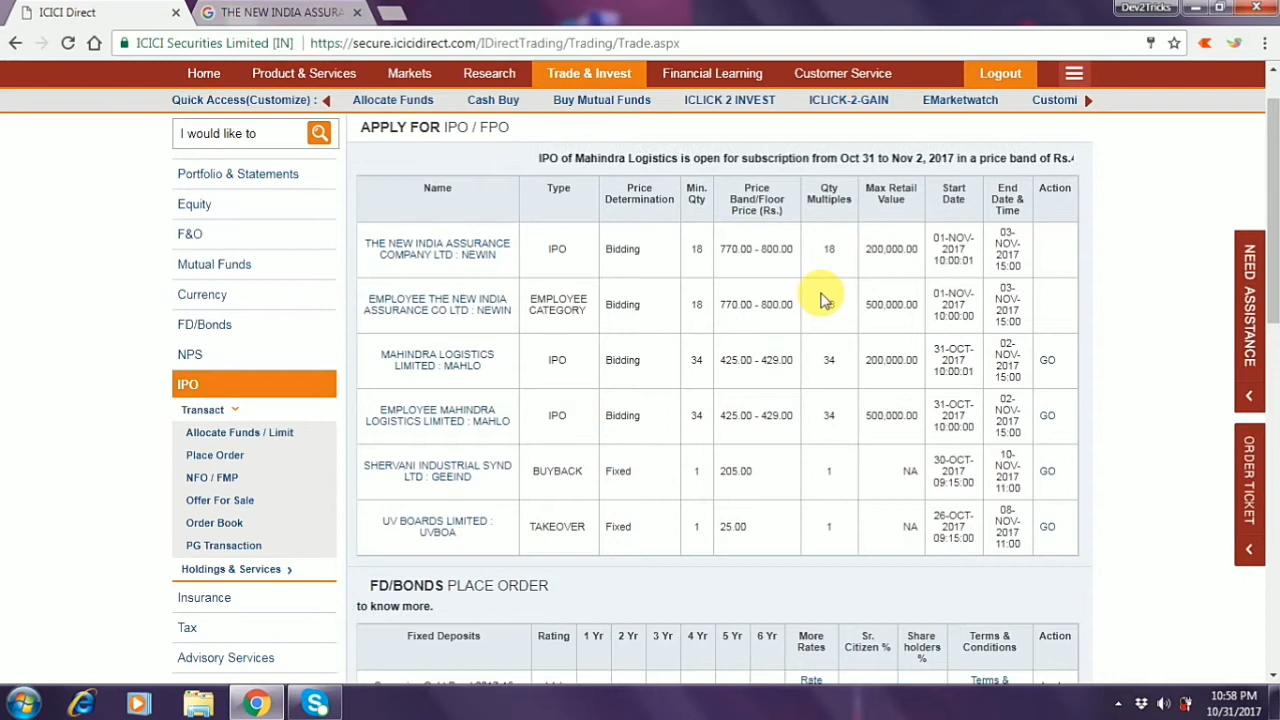 ICICI Direct
THE NEW INDIA ASSURA
Dev2Tricks
ICICI Securities Limited [IN]
https://secure.icicidirect.com/IDirectTrading/Trading/Trade.aspx
Home Product & Services Markets Research Trade & Invest Financial Learning Customer Service Logout
Quick Access(Customize) : Allocate Funds Cash Buy Buy Mutual Funds ICLICK 2 INVEST ICLICK-2-GAIN EMarketwatch Customi
I would like to
Portfolio & Statements
Equity
F&O
Mutual Funds
Currency
FD/Bonds
NPS
IPO
Transact
Allocate Funds / Limit
Place Order
NFO / FMP
Offer For Sale
Order Book
PG Transaction
Holdings & Services
Insurance
Tax
Advisory Services
APPLY FOR IPO / FPO
IPO of Mahindra Logistics is open for subscription from Oct 31 to Nov 2, 2017 in a price band of Rs.
Name
Type
Price
Determination
Min.
Qty
Price
Band/Floor
Price (Rs.)
Qty
Multiples
Max Retail
Value
Start
Date
End
Date &
Time
Action
THE NEW INDIA ASSURANCE
COMPANY LTD : NEWIN
IPO
Bidding
18
770.00 - 800.00
18
200,000.00
01-NOV-
2017
10:00:01
03-
NOV-
2017
15:00
EMPLOYEE THE NEW INDIA
ASSURANCE CO LTD : NEWIN
EMPLOYEE
CATEGORY
Bidding
18
770.00 - 800.00
500,000.00
01-NOV-
2017
10:00:00
03-
NOV-
2017
15:00
MAHINDRA LOGISTICS
LIMITED : MAHLO
IPO
Bidding
34
425.00 - 429.00
34
200,000.00
31-OCT-
2017
10:00:01
02-
NOV-
2017
15:00
GO
EMPLOYEE MAHINDRA
LOGISTICS LIMITED : MAHLO
IPO
Bidding
34
425.00 - 429.00
34
500,000.00
31-OCT-
2017
10:00:00
02-
NOV-
2017
15:00
GO
SHERVANI INDUSTRIAL SYND
LTD : GEEIND
BUYBACK
Fixed
1
205.00
1
NA
30-OCT-
2017
09:15:00
10-
NOV-
2017
11:00
GO
UV BOARDS LIMITED :
UVBOA
TAKEOVER
Fixed
1
25.00
1
NA
26-OCT-
2017
09:15:00
08-
NOV-
2017
11:00
GO
FD/BONDS PLACE ORDER
to know more.
Fixed Deposits
Rating
1 Yr
2 Yr
3 Yr
4 Yr
5 Yr
6 Yr
More
Rates
Sr.
Citizen %
Share
holders
%
Terms &
Conditions
Action
Rate
Terms &
NEED ASSISTANCE
ORDER TICKET
10:58 PM
10/31/2017